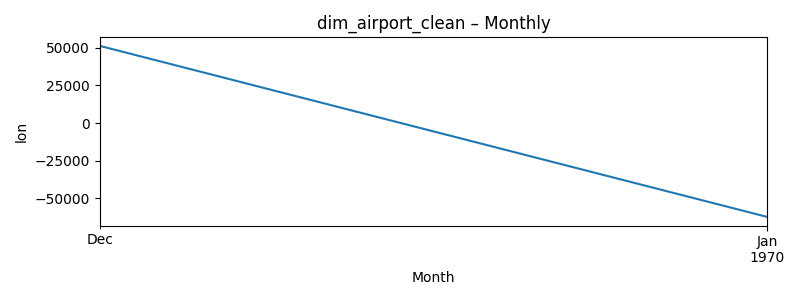 dim_airport_clean – Monthly
50000
25000
0
−25000
−50000
lon
Dec
Jan
1970
Month